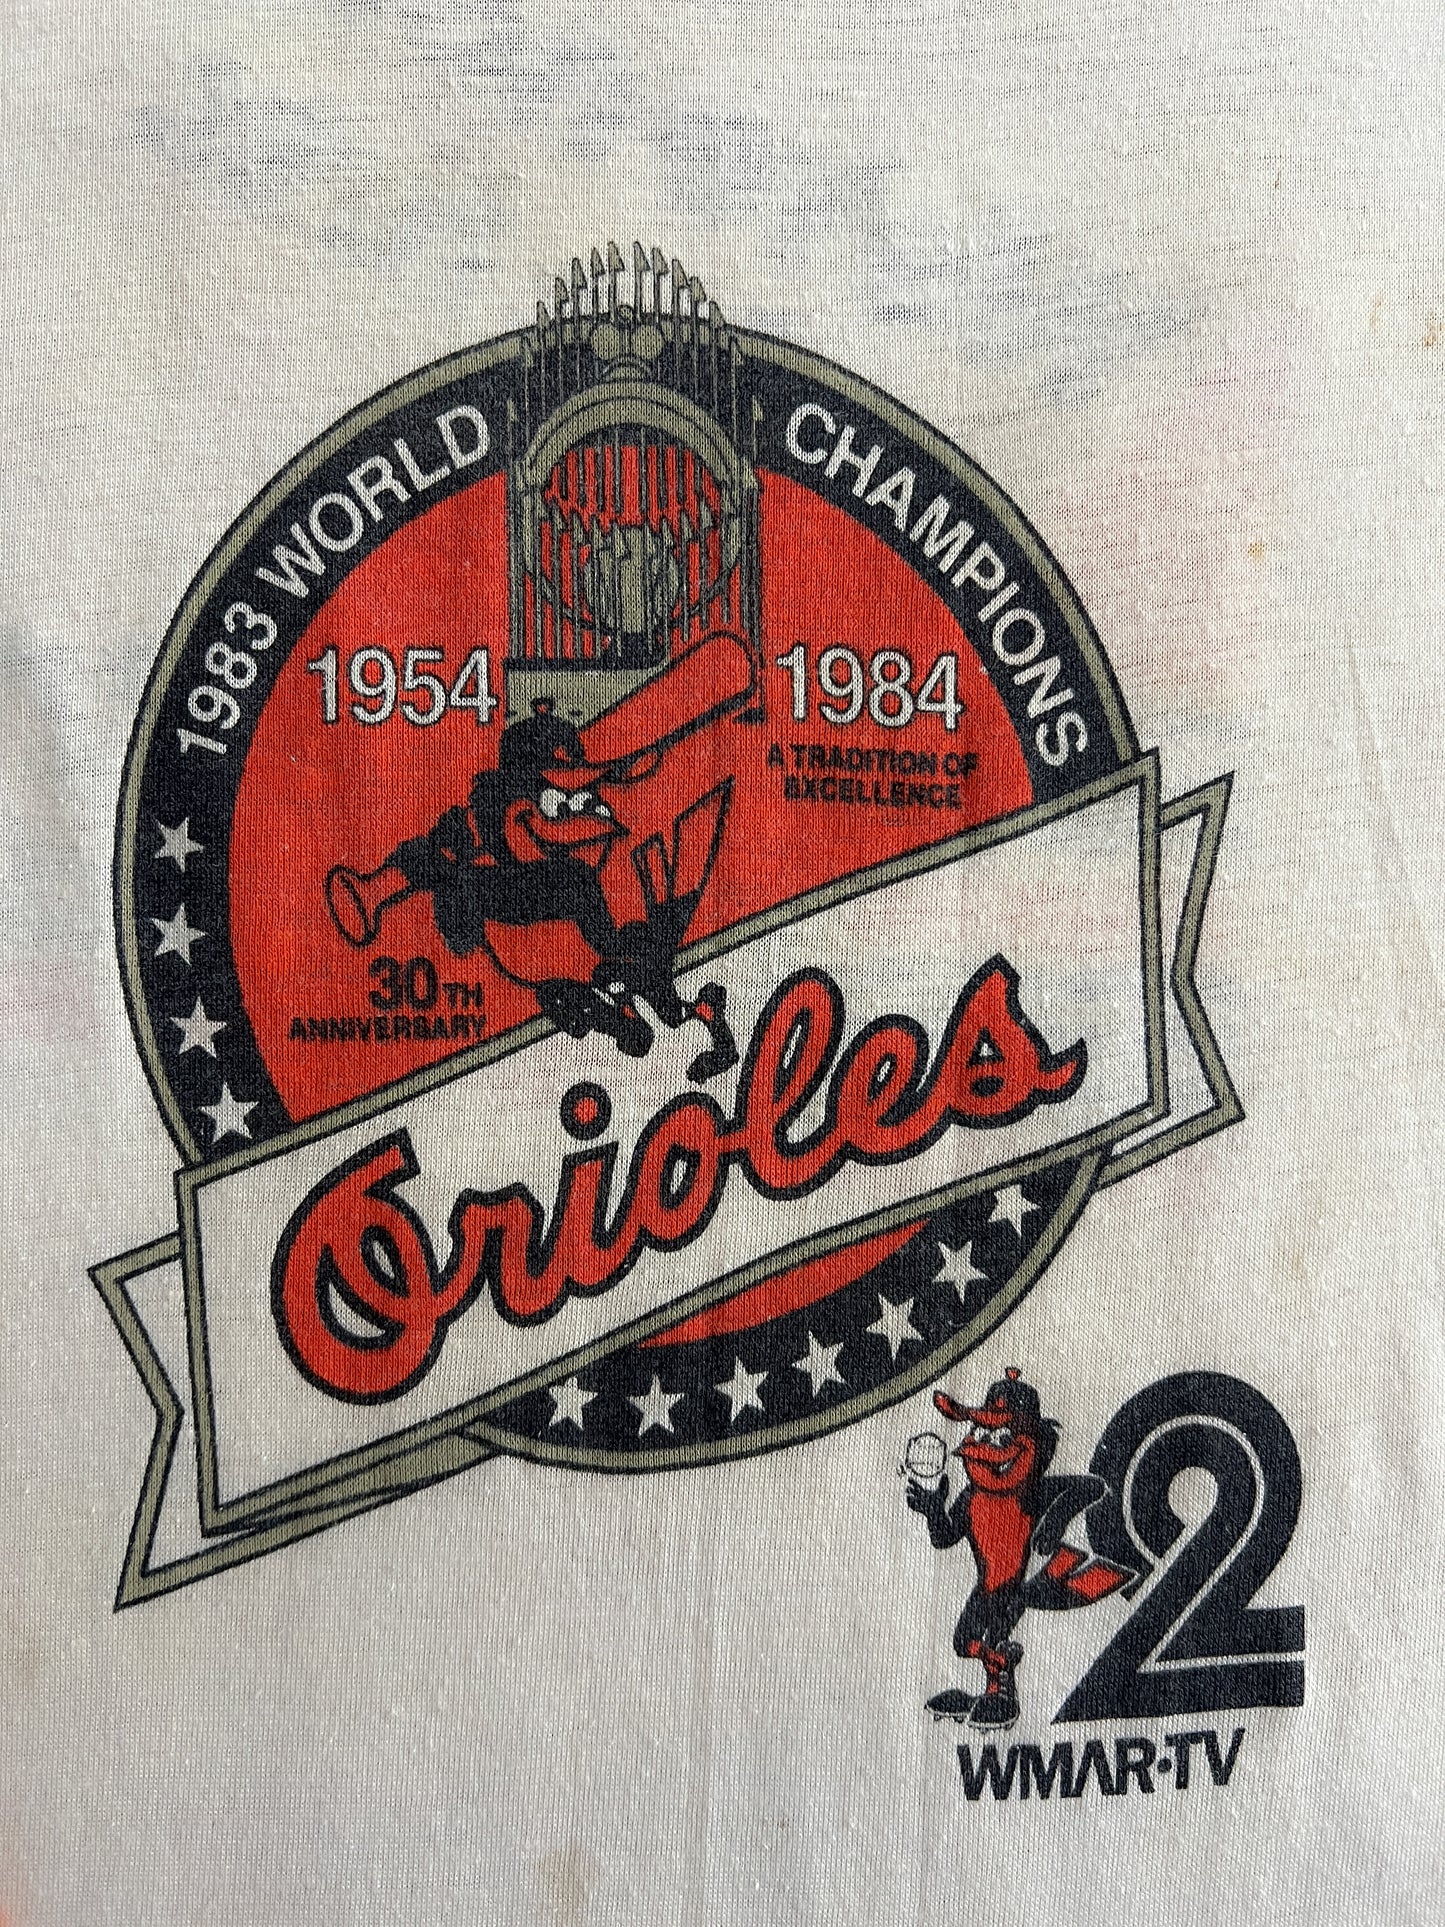 1983 WORLD CHAMPIONS
1954
1984
A TRADITION OF
EXCELLENCE
30TH
ANNIVERSARY
Orioles
2
WMAR-TV